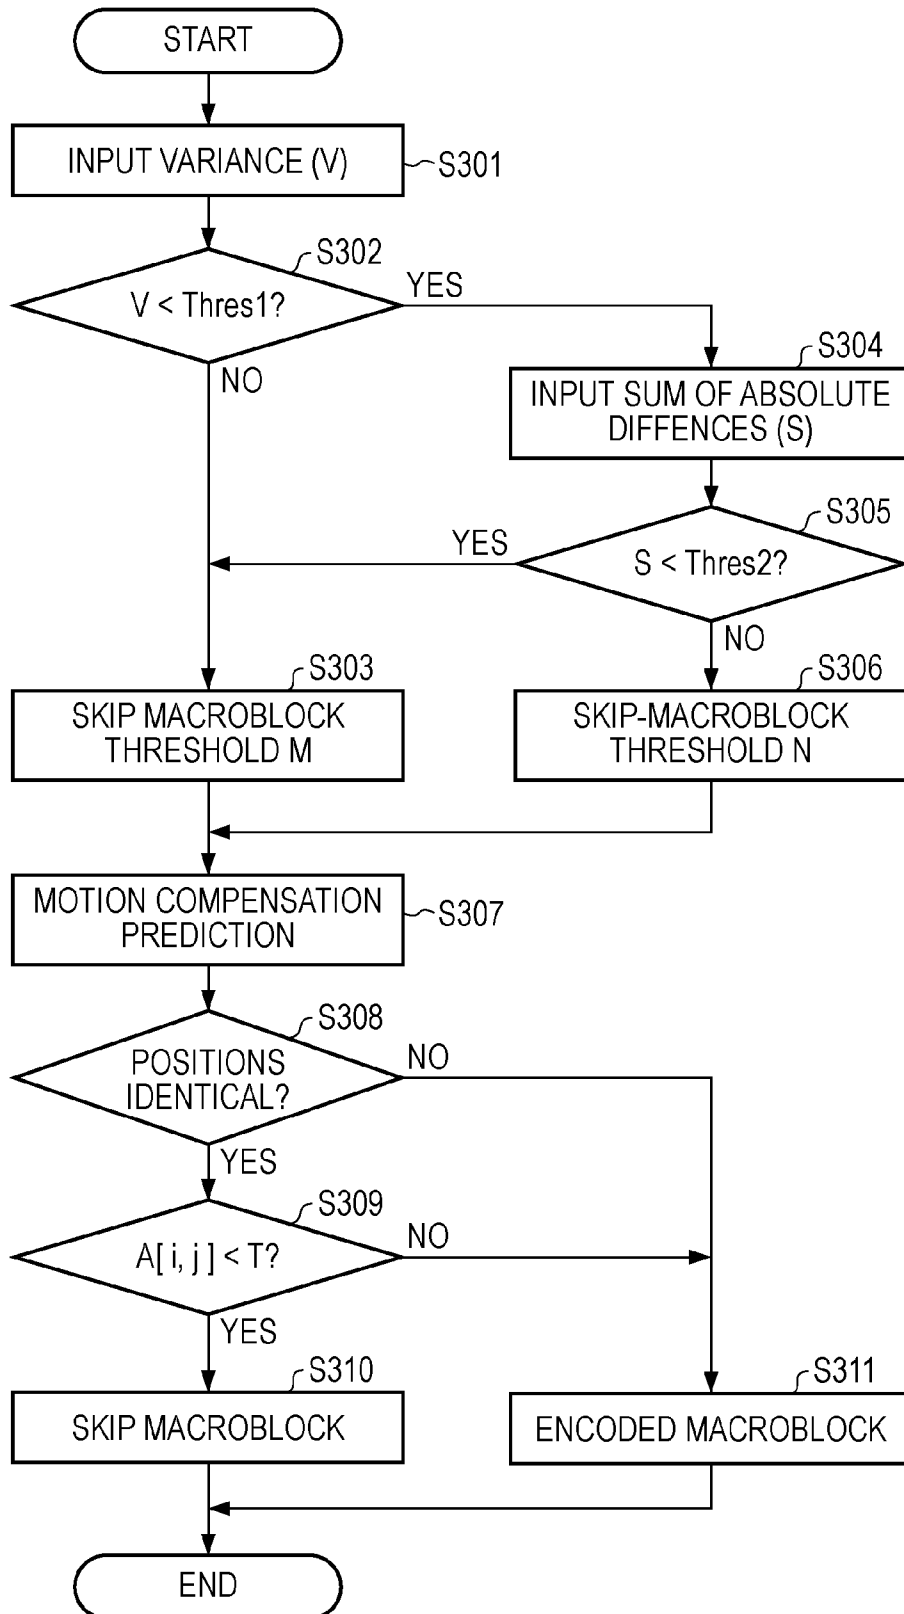 START
INPUT VARIANCE (V)
S301
S302
V < Thres1?
YES
NO
S304
INPUT SUM OF ABSOLUTE
DIFFENCES (S)
S305
S < Thres2?
YES
NO
S303
SKIP MACROBLOCK
THRESHOLD M
S306
SKIP-MACROBLOCK
THRESHOLD N
MOTION COMPENSATION
PREDICTION
S307
S308
POSITIONS
IDENTICAL?
NO
YES
S309
A[ i, j ] < T?
NO
YES
S310
SKIP MACROBLOCK
S311
ENCODED MACROBLOCK
END